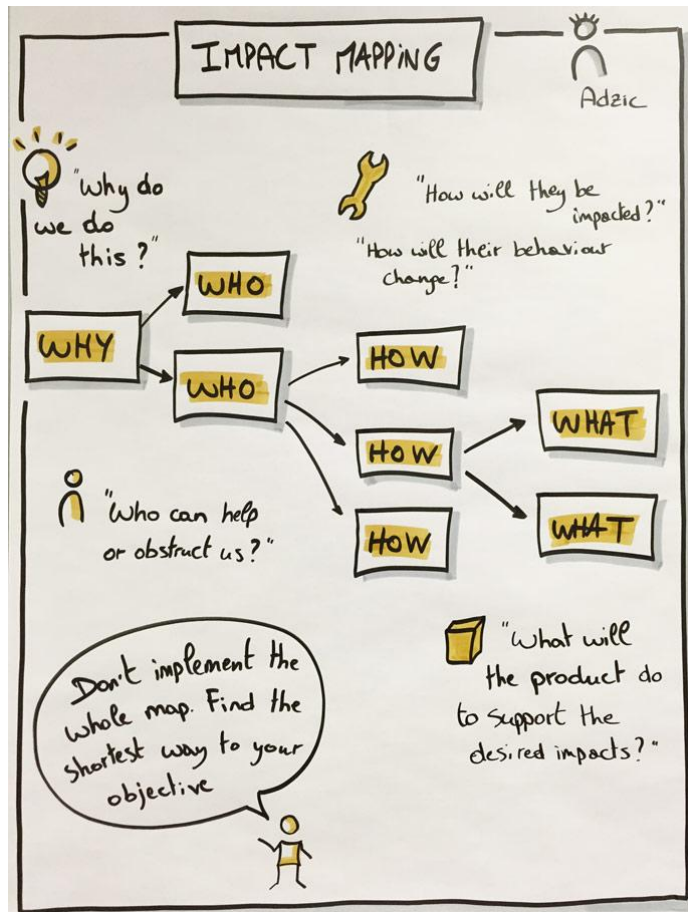 IMPACT MAPPING
Adzic
"Why do
we do
this?"
"How will they be
impacted?"
"How will their behaviour
change?"
WHO
WHY
WHO
HOW
HOW
HOW
WHAT
WHAT
"Who can help
or obstruct us?"
"What will
the product do
to support the
desired impacts?"
Don't implement the
whole map. Find the
shortest way to your
objective